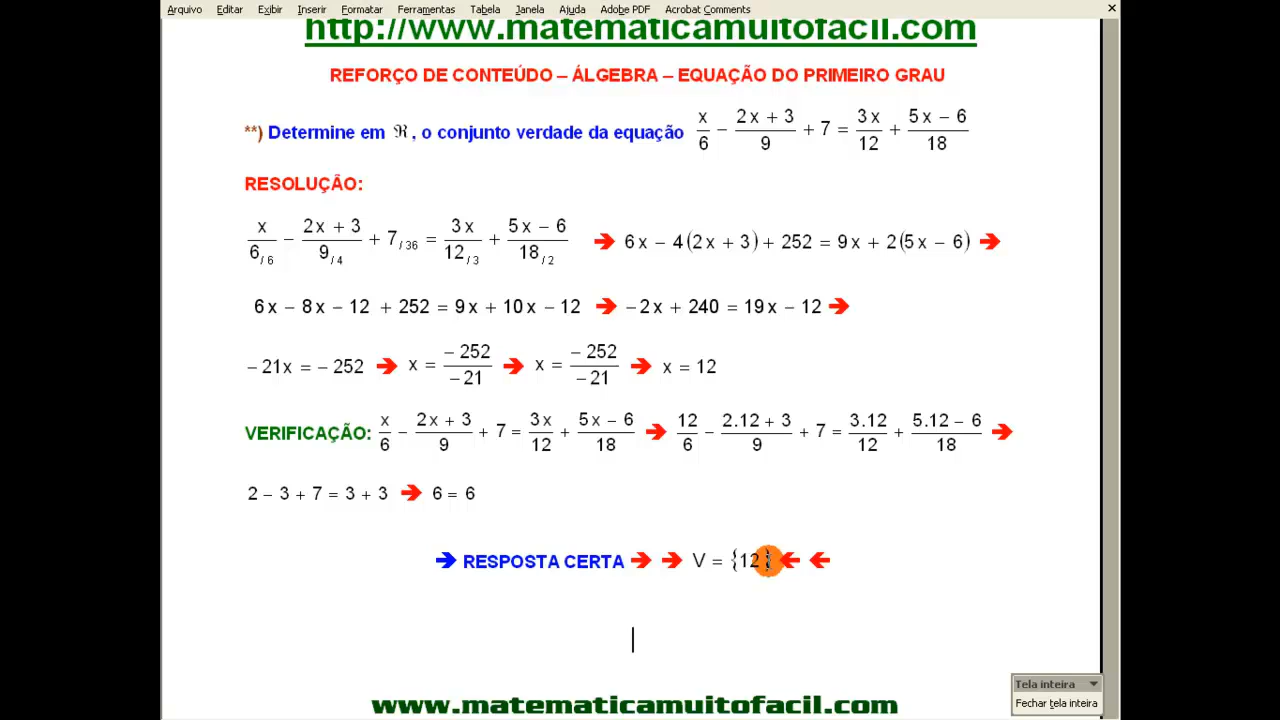 Arquivo Editar Exibir Inserir Formatar Ferramentas Tabela Janela Ajuda Adobe PDF Acrobat Comments
http://www.matematicamuitofacil.com
REFORÇO DE CONTEÚDO – ÁLGEBRA – EQUAÇÃO DO PRIMEIRO GRAU
**) Determine em ℜ, o conjunto verdade da equação x/6 − (2x + 3)/9 + 7 = 3x/12 + (5x − 6)/18
RESOLUÇÃO:
x/6/6 − (2x + 3)/9/4 + 7/36 = 3x/12/3 + (5x − 6)/18/2 ➔ 6x − 4(2x + 3) + 252 = 9x + 2(5x − 6) ➔
6x − 8x − 12 + 252 = 9x + 10x − 12 ➔ −2x + 240 = 19x − 12 ➔
−21x = −252 ➔ x = −252/−21 ➔ x = −252/−21 ➔ x = 12
VERIFICAÇÃO: x/6 − (2x + 3)/9 + 7 = 3x/12 + (5x − 6)/18 ➔ 12/6 − (2.12 + 3)/9 + 7 = 3.12/12 + (5.12 − 6)/18 ➔
2 − 3 + 7 = 3 + 3 ➔ 6 = 6
➔ RESPOSTA CERTA ➔ ➔ V = {12} 🡰 🡰
www.matematicamuitofacil.com
Tela inteira
Fechar tela inteira